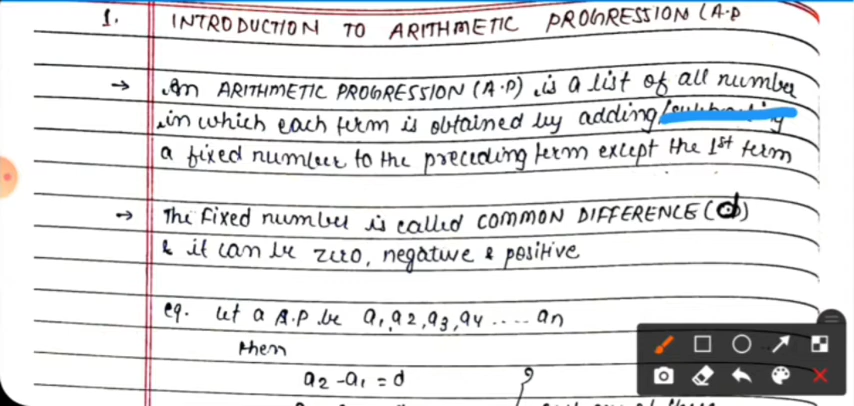 1. INTRODUCTION TO ARITHMETIC PROGRESSION (A.P
→ An ARITHMETIC PROGRESSION (A.P) is a list of all number
in which each term is obtained by adding
a fixed number to the preceding term except the 1st term
→ The fixed number is called COMMON DIFFERENCE (d)
& it can be zero, negative & positive
eg. let a A.P be a₁, a₂, a₃, a₄ ..... an
then
a₂ - a₁ = d